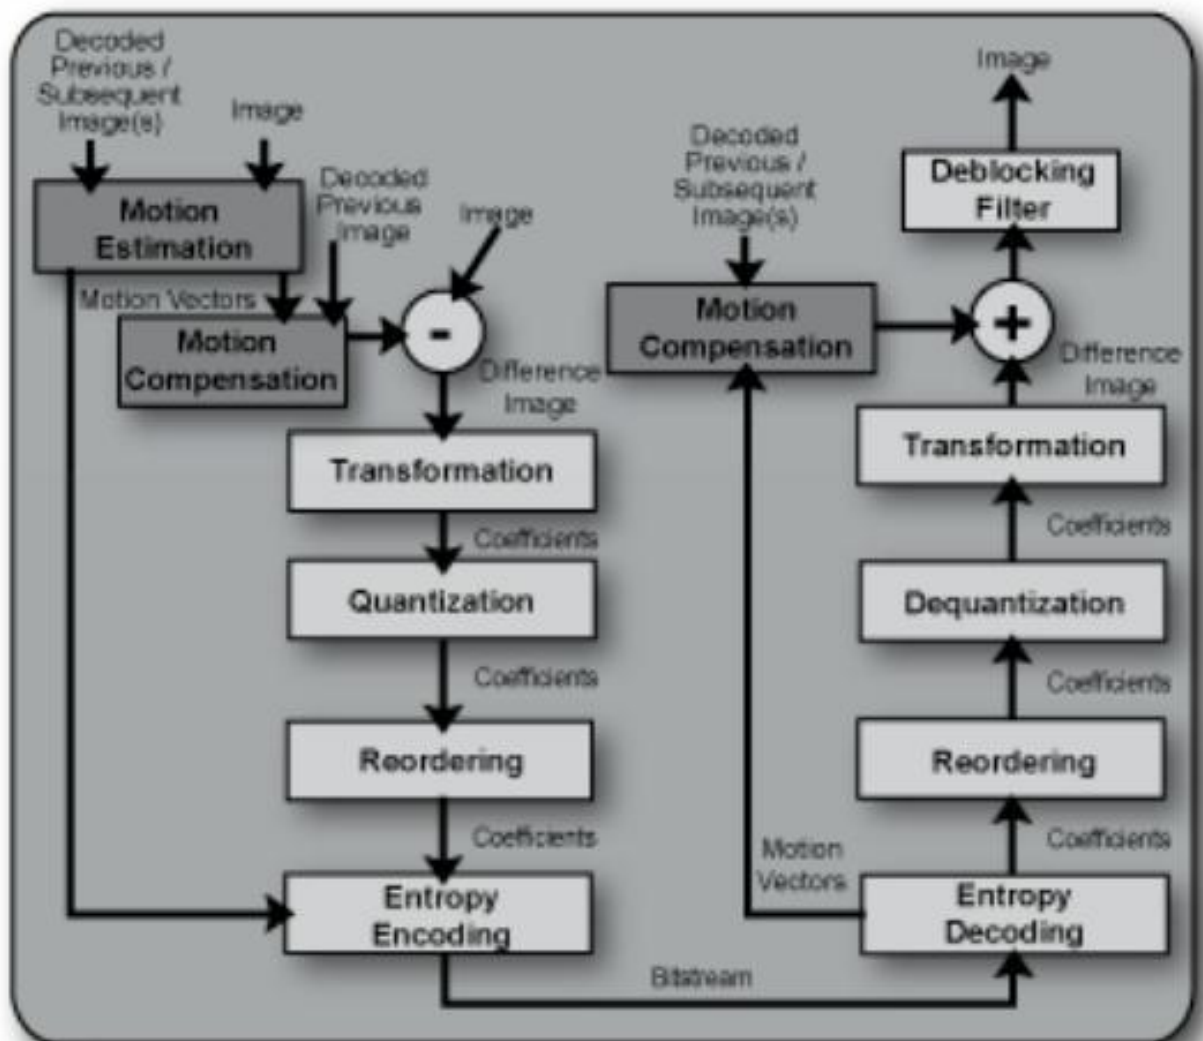 Decoded
Previous /
Subsequent
Image(s)
Image
Motion
Estimation
Decoded
Previous
Image
Image
Motion Vectors
Motion
Compensation
-
Difference
Image
Transformation
Coefficients
Quantization
Coefficients
Reordering
Coefficients
Entropy
Encoding
Bitstream
Image
Deblocking
Filter
Decoded
Previous /
Subsequent
Image(s)
Motion
Compensation
+
Difference
Image
Transformation
Coefficients
Dequantization
Coefficients
Reordering
Coefficients
Motion
Vectors
Entropy
Decoding